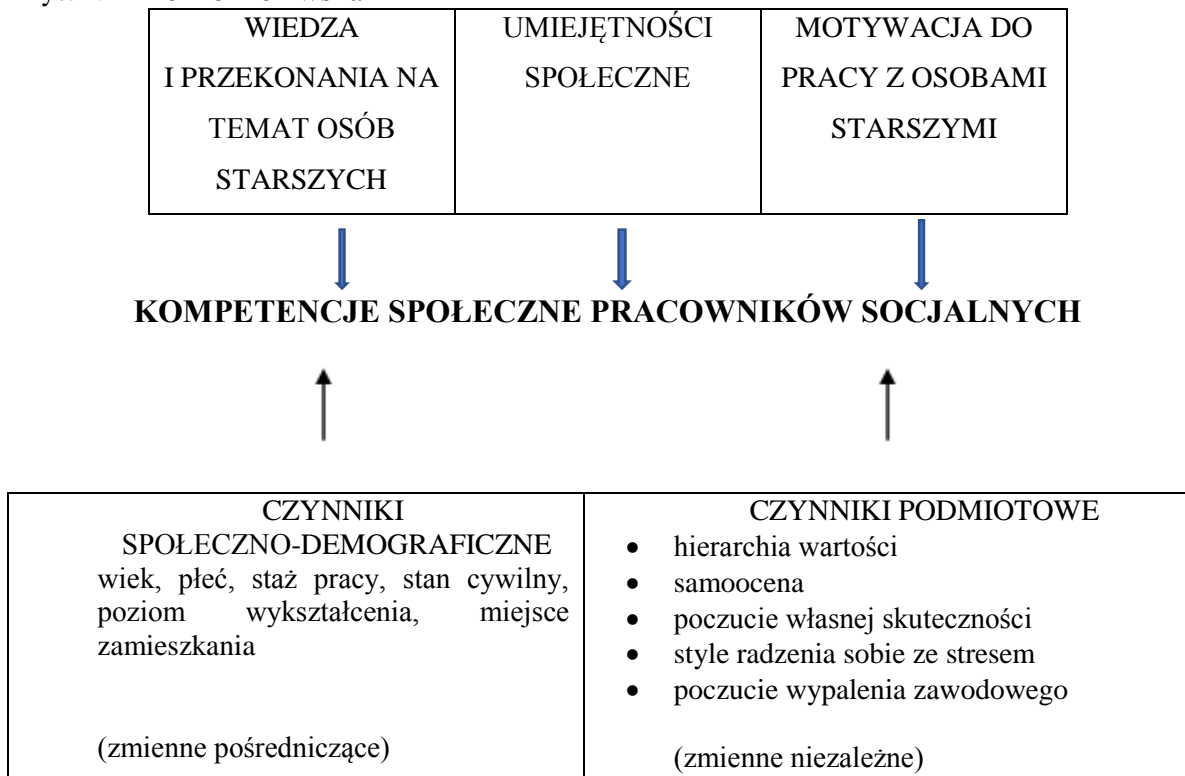 WIEDZA
I PRZEKONANIA NA
TEMAT OSÓB
STARSZYCH
UMIEJĘTNOŚCI
SPOŁECZNE
MOTYWACJA DO
PRACY Z OSOBAMI
STARSZYMI
KOMPETENCJE SPOŁECZNE PRACOWNIKÓW SOCJALNYCH
CZYNNIKI
SPOŁECZNO-DEMOGRAFICZNE
wiek, płeć, staż pracy, stan cywilny,
poziom wykształcenia, miejsce
zamieszkania
(zmienne pośredniczące)
CZYNNIKI PODMIOTOWE
• hierarchia wartości
• samoocena
• poczucie własnej skuteczności
• style radzenia sobie ze stresem
• poczucie wypalenia zawodowego
(zmienne niezależne)